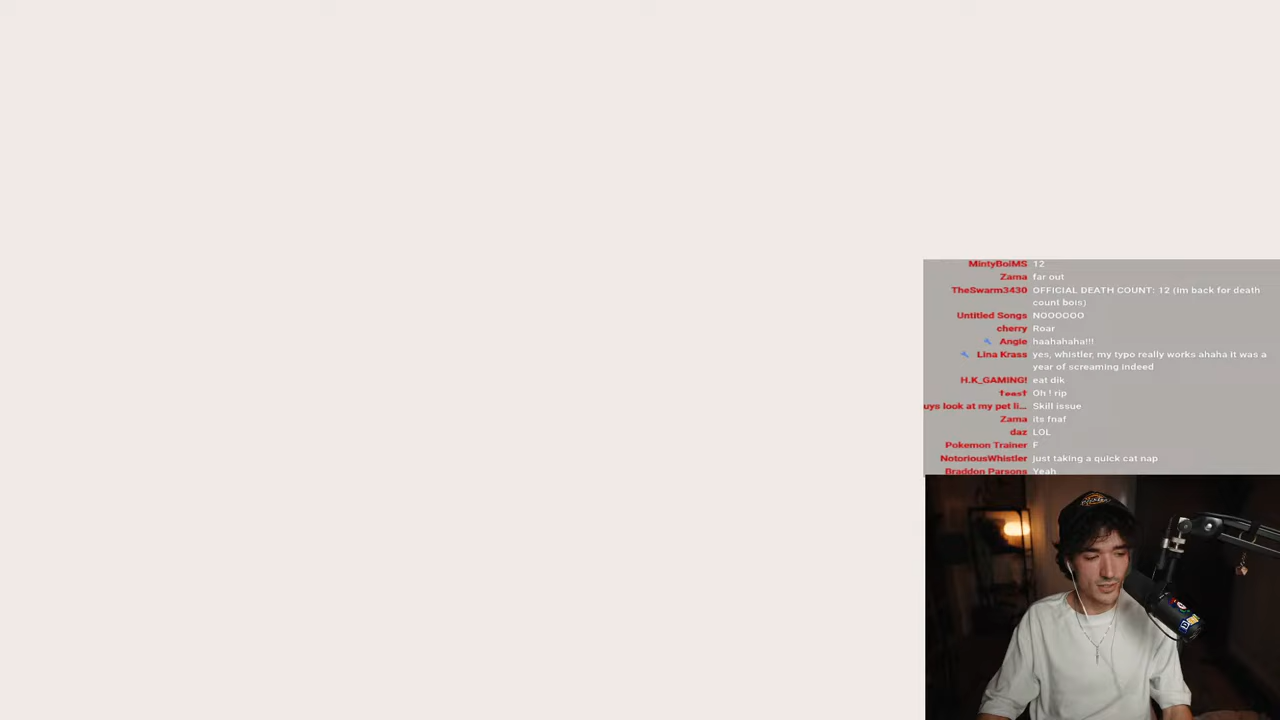 MintyBoiMS 12
Zama far out
TheSwarm3430 OFFICIAL DEATH COUNT: 12 (im back for death
count bois)
Untitled Songs NOOOOOO
cherry Roar
Angie haahahaha!!!
Lina Krass yes, whistler, my typo really works ahaha it was a
year of screaming indeed
H.K_GAMING! eat dik
toast Oh ! rip
uys look at my pet li... Skill issue
Zama its fnaf
daz LOL
Pokemon Trainer F
NotoriousWhistler just taking a quick cat nap
Braddon Parsons Yeah